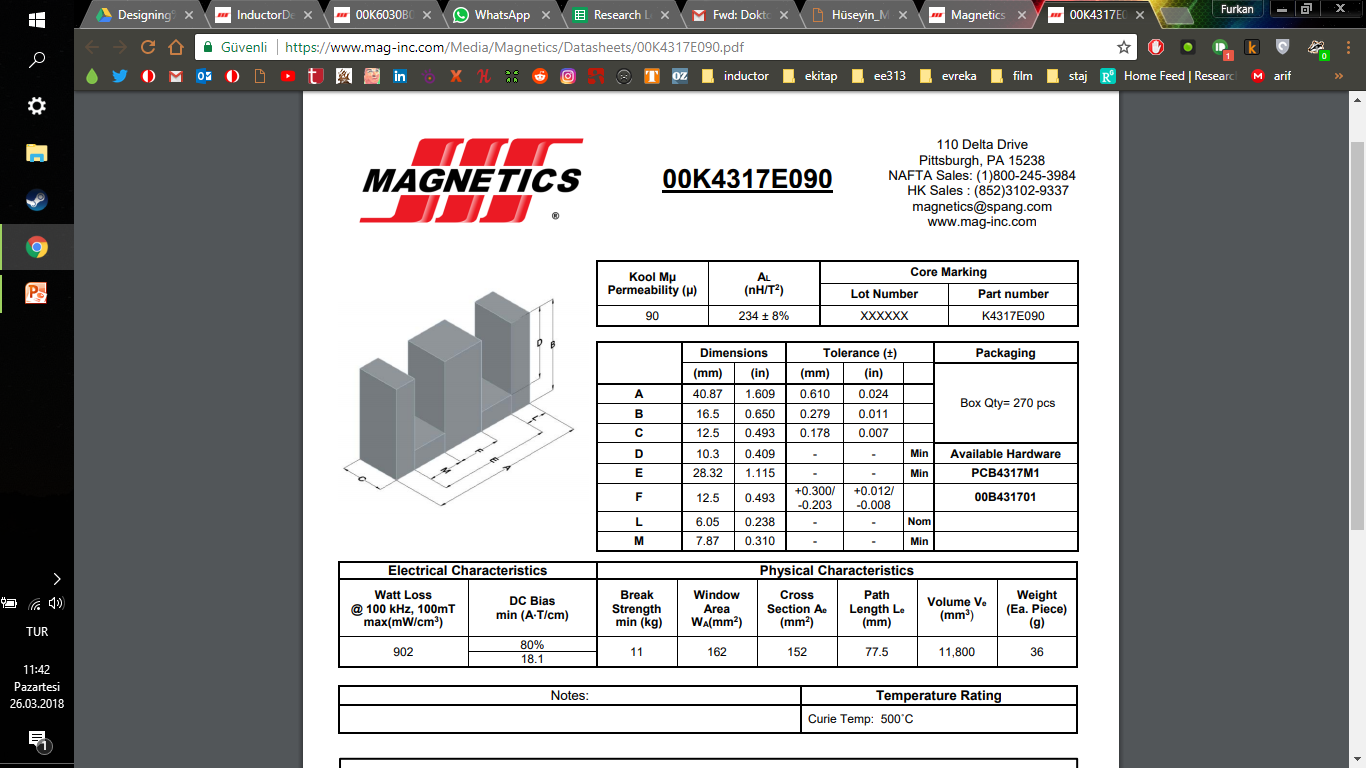 Designing
InductorDe
00K6030B
WhatsApp
Research L
Fwd: Dokto
Hüseyin_M
Magnetics
00K4317E0
Furkan
Güvenli
https://www.mag-inc.com/Media/Magnetics/Datasheets/00K4317E090.pdf
inductor
ekitap
ee313
evreka
film
staj
Home Feed | Researc
arif
MAGNETICS
®
00K4317E090
110 Delta Drive
Pittsburgh, PA 15238
NAFTA Sales: (1)800-245-3984
HK Sales : (852)3102-9337
magnetics@spang.com
www.mag-inc.com
Kool Mµ Permeability (µ)
AL (nH/T²)
Core Marking
Lot Number
Part number
90
234 ± 8%
XXXXXX
K4317E090
D
B
L
F
E
A
M
C
Dimensions
Tolerance (±)
Packaging
(mm) (in) (mm) (in)
A 40.87 1.609 0.610 0.024
Box Qty= 270 pcs
B 16.5 0.650 0.279 0.011
C 12.5 0.493 0.178 0.007
D 10.3 0.409 - - Min Available Hardware
E 28.32 1.115 - - Min PCB4317M1
F 12.5 0.493 +0.300/ -0.203 +0.012/ -0.008 00B431701
L 6.05 0.238 - - Nom
M 7.87 0.310 - - Min
Electrical Characteristics
Physical Characteristics
Watt Loss
@ 100 kHz, 100mT
max(mW/cm³)
DC Bias
min (A·T/cm)
Break
Strength
min (kg)
Window
Area
WA(mm²)
Cross
Section Ae
(mm²)
Path
Length Le
(mm)
Volume Ve
(mm³)
Weight
(Ea. Piece)
(g)
902
80%
18.1
11
162
152
77.5
11,800
36
Notes:
Temperature Rating
Curie Temp: 500˚C
TUR
11:42
Pazartesi
26.03.2018
1